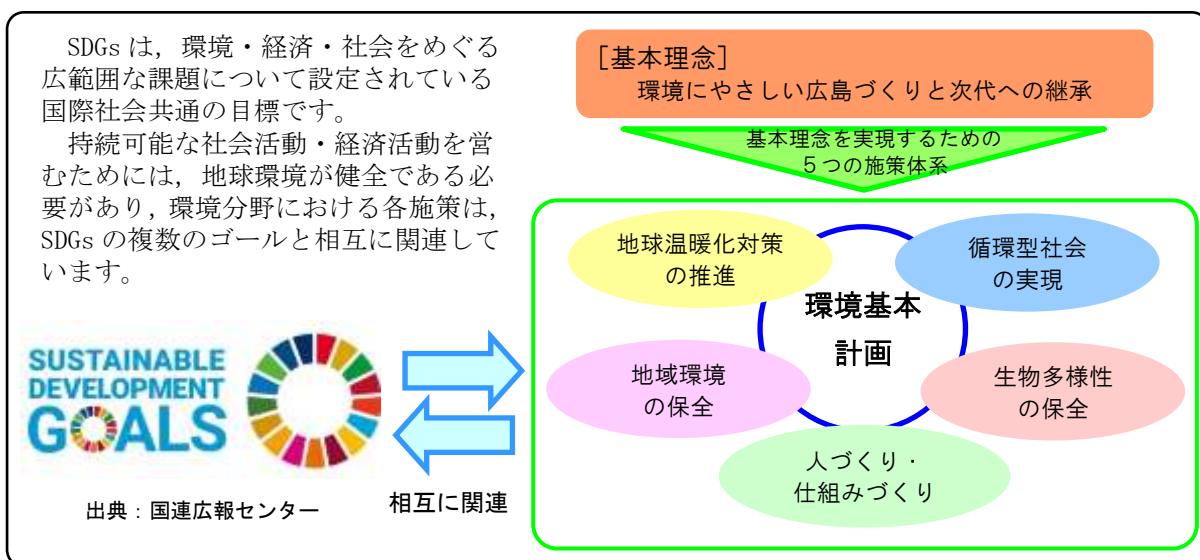 SDGs は，環境・経済・社会をめぐる
広範囲な課題について設定されている
国際社会共通の目標です。
持続可能な社会活動・経済活動を営
むためには，地球環境が健全である必
要があり，環境分野における各施策は，
SDGs の複数のゴールと相互に関連して
います。
SUSTAINABLE
DEVELOPMENT
GOALS
出典：国連広報センター
相互に関連
［基本理念］
環境にやさしい広島づくりと次代への継承
基本理念を実現するための
５つの施策体系
地球温暖化対策
の推進
循環型社会
の実現
環境基本
計画
地域環境
の保全
生物多様性
の保全
人づくり・
仕組みづくり